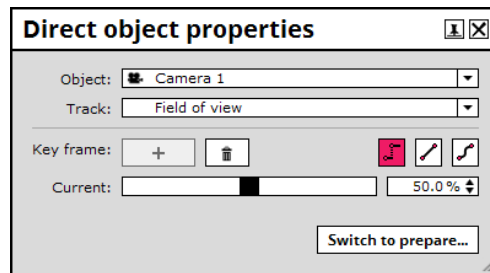 Direct object properties
Object: Camera 1
Track: Field of view
Key frame: +
Current: 50.0%
Switch to prepare...